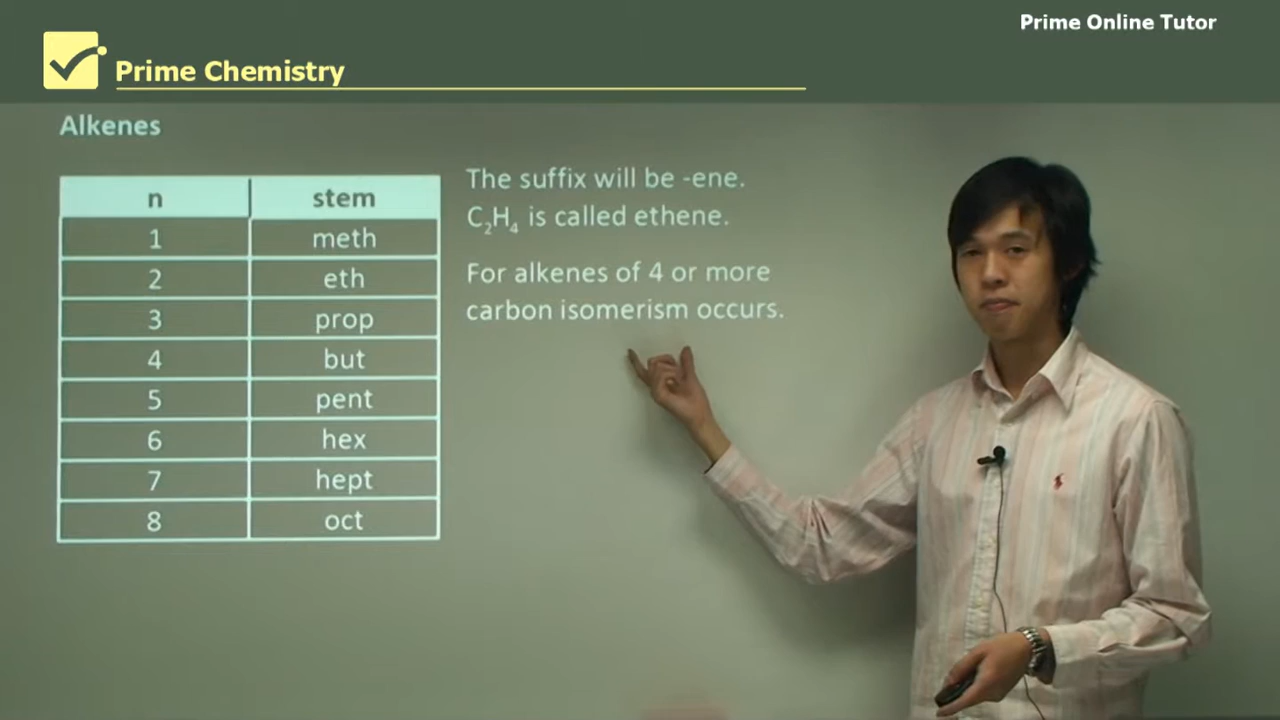 Prime Online Tutor
Prime Chemistry
Alkenes
n stem
1 meth
2 eth
3 prop
4 but
5 pent
6 hex
7 hept
8 oct
The suffix will be -ene.
C₂H₄ is called ethene.
For alkenes of 4 or more
carbon isomerism occurs.